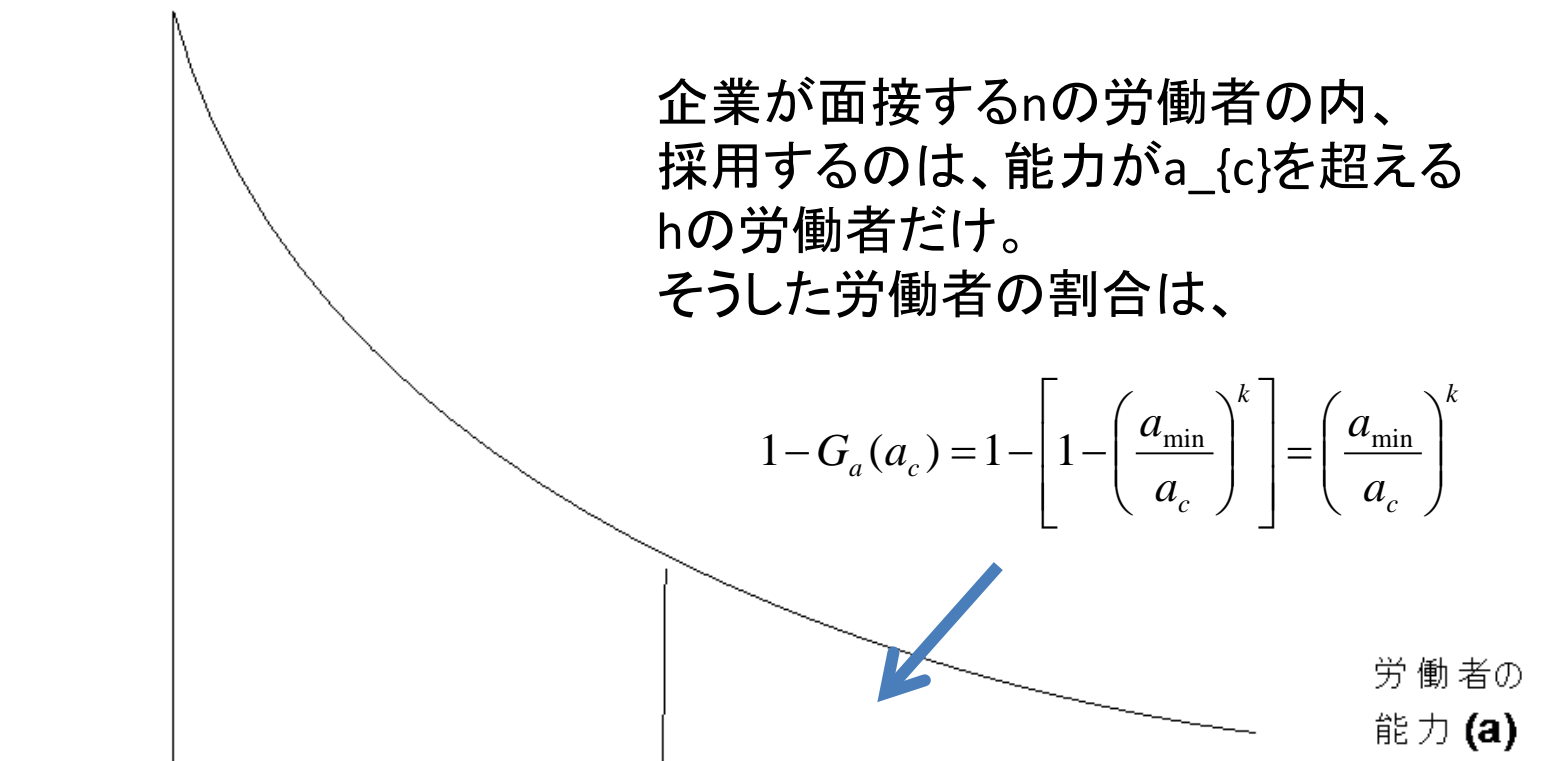 企業が面接するnの労働者の内、
採用するのは、能力がa_{c}を超える
hの労働者だけ。
そうした労働者の割合は、
1−G_a(a_c)=1−[1−(a_min/a_c)^k]=(a_min/a_c)^k
労働者の
能力(a)